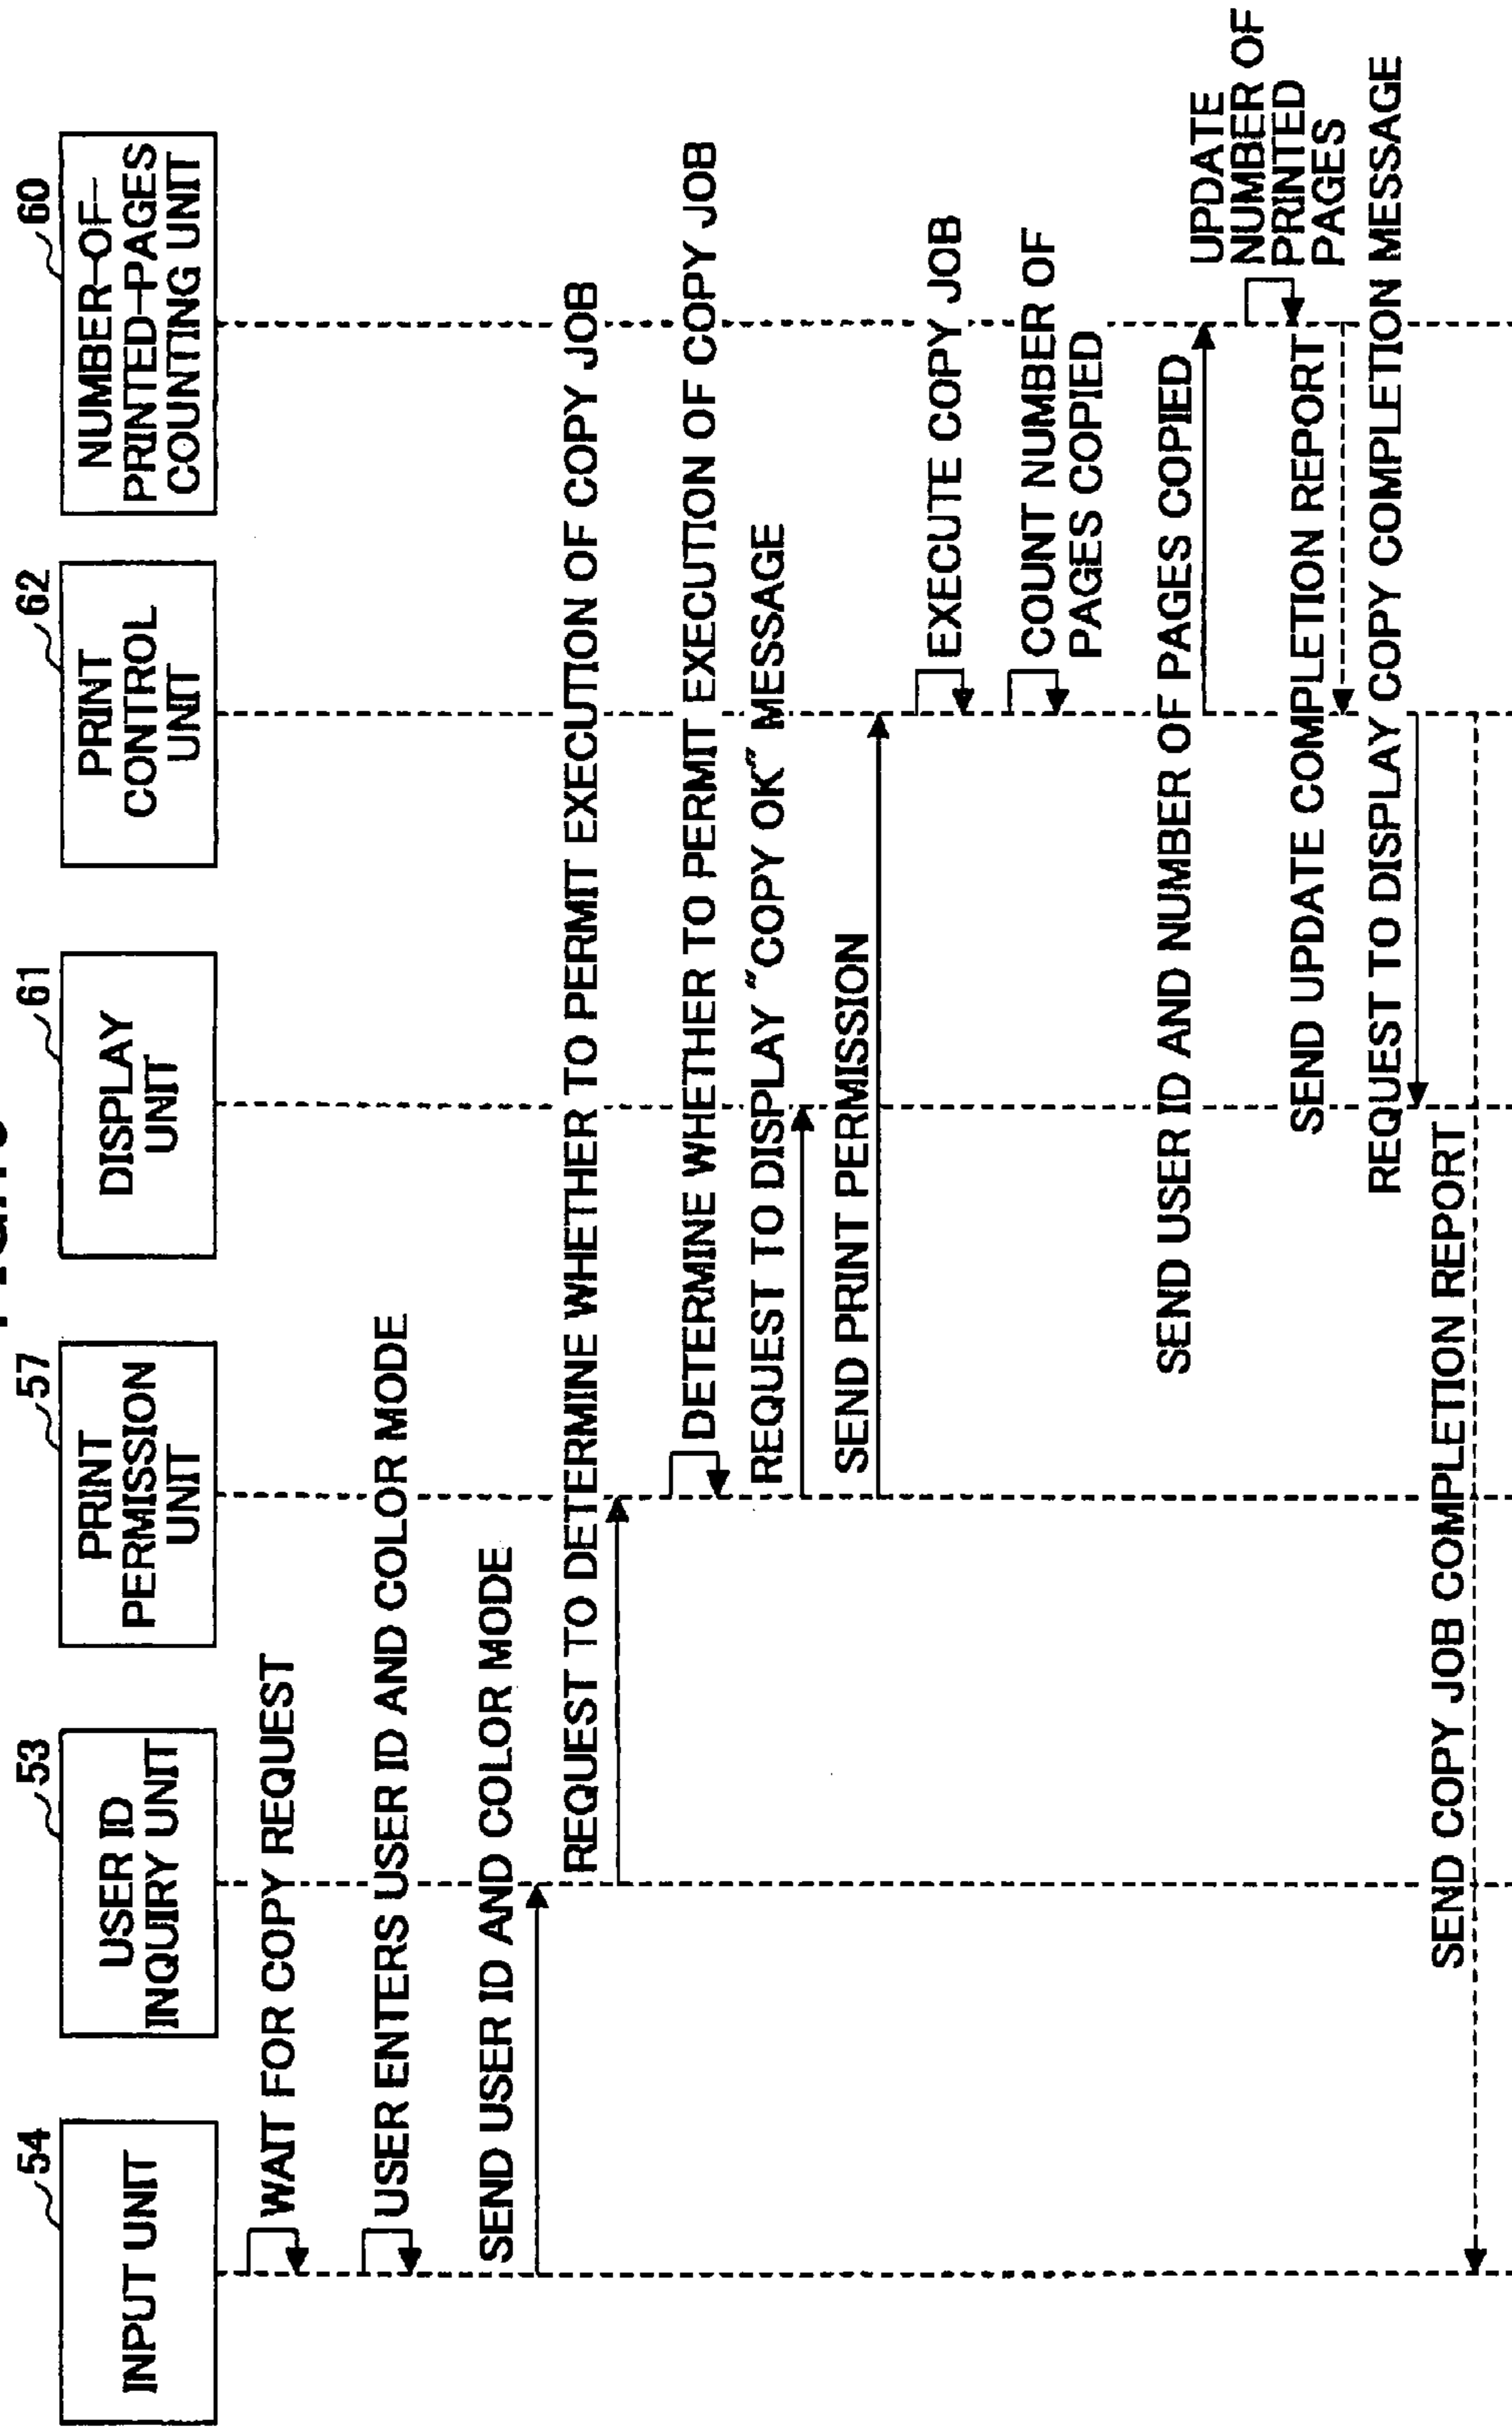 54
INPUT UNIT
53
USER ID
INQUIRY UNIT
57
PRINT
PERMISSION
UNIT
61
DISPLAY
UNIT
62
PRINT
CONTROL
UNIT
60
NUMBER-OF-
PRINTED-PAGES
COUNTING UNIT
WAIT FOR COPY REQUEST
USER ENTERS USER ID AND COLOR MODE
SEND USER ID AND COLOR MODE
REQUEST TO DETERMINE WHETHER TO PERMIT EXECUTION OF COPY JOB
DETERMINE WHETHER TO PERMIT EXECUTION OF COPY JOB
REQUEST TO DISPLAY "COPY OK" MESSAGE
SEND PRINT PERMISSION
EXECUTE COPY JOB
COUNT NUMBER OF
PAGES COPIED
SEND USER ID AND NUMBER OF PAGES COPIED
UPDATE
NUMBER OF
PRINTED
PAGES
SEND UPDATE COMPLETION REPORT
REQUEST TO DISPLAY COPY COMPLETION MESSAGE
SEND COPY JOB COMPLETION REPORT